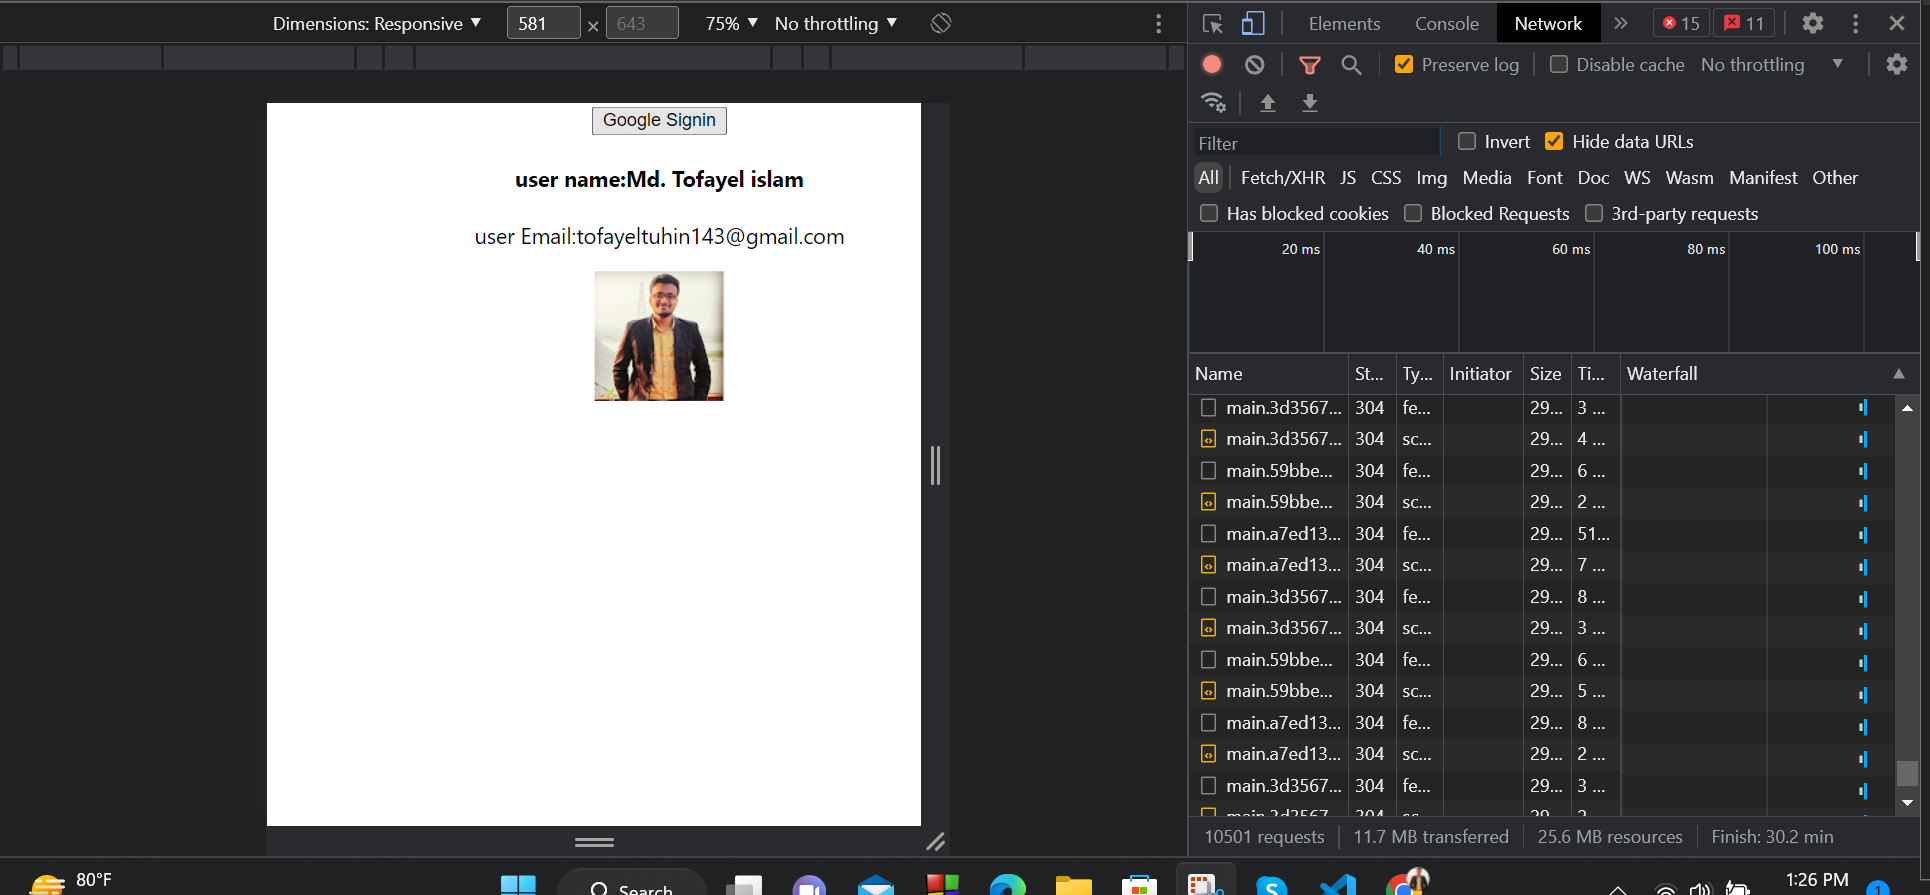 Dimensions: Responsive ▼ 581 × 643 75% ▼ No throttling ▼
Elements Console Network » 15 11
Preserve log Disable cache No throttling ▼
Filter Invert Hide data URLs
All Fetch/XHR JS CSS Img Media Font Doc WS Wasm Manifest Other
Has blocked cookies Blocked Requests 3rd-party requests
20 ms 40 ms 60 ms 80 ms 100 ms
Google Signin
user name:Md. Tofayel islam
user Email:tofayeltuhin143@gmail.com
Name St... Ty... Initiator Size Ti... Waterfall
main.3d3567... 304 fe... 29... 3 ...
main.3d3567... 304 sc... 29... 4 ...
main.59bbe... 304 fe... 29... 6 ...
main.59bbe... 304 sc... 29... 2 ...
main.a7ed13... 304 fe... 29... 51...
main.a7ed13... 304 sc... 29... 7 ...
main.3d3567... 304 fe... 29... 8 ...
main.3d3567... 304 sc... 29... 3 ...
main.59bbe... 304 fe... 29... 6 ...
main.59bbe... 304 sc... 29... 5 ...
main.a7ed13... 304 fe... 29... 8 ...
main.a7ed13... 304 sc... 29... 2 ...
main.3d3567... 304 fe... 29... 3 ...
10501 requests 11.7 MB transferred 25.6 MB resources Finish: 30.2 min
80°F
Search
1:26 PM
1